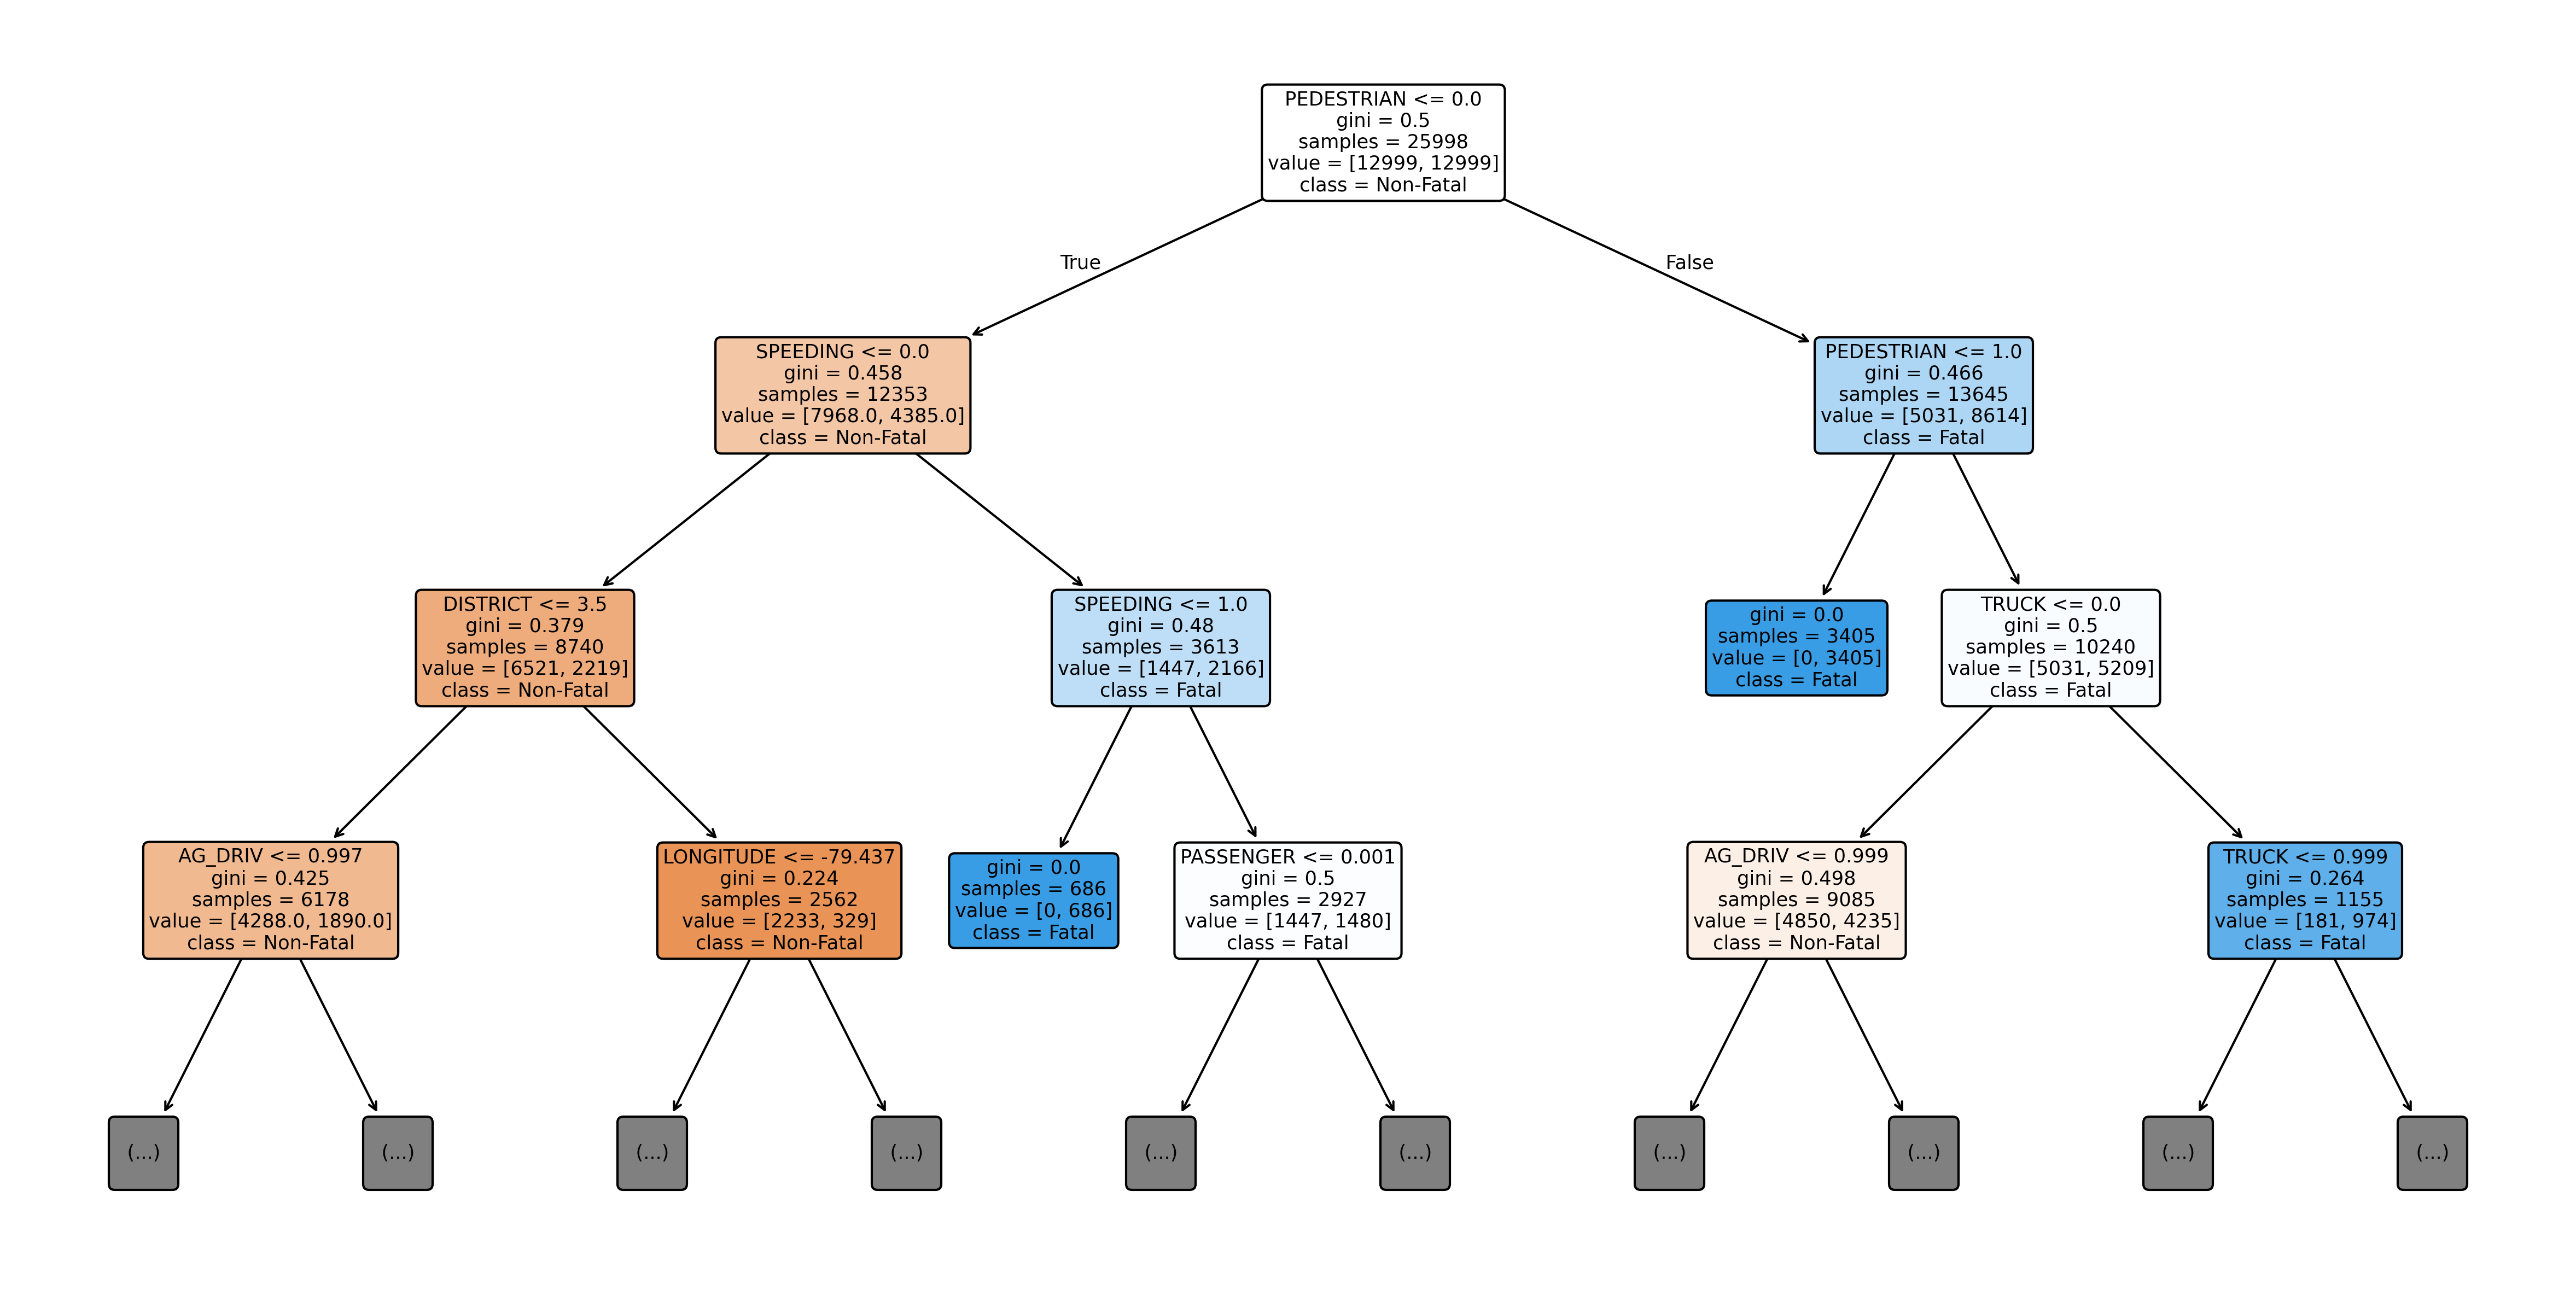 PEDESTRIAN <= 0.0
gini = 0.5
samples = 25998
value = [12999, 12999]
class = Non-Fatal
True
False
SPEEDING <= 0.0
gini = 0.458
samples = 12353
value = [7968.0, 4385.0]
class = Non-Fatal
PEDESTRIAN <= 1.0
gini = 0.466
samples = 13645
value = [5031, 8614]
class = Fatal
DISTRICT <= 3.5
gini = 0.379
samples = 8740
value = [6521, 2219]
class = Non-Fatal
SPEEDING <= 1.0
gini = 0.48
samples = 3613
value = [1447, 2166]
class = Fatal
gini = 0.0
samples = 3405
value = [0, 3405]
class = Fatal
TRUCK <= 0.0
gini = 0.5
samples = 10240
value = [5031, 5209]
class = Fatal
AG_DRIV <= 0.997
gini = 0.425
samples = 6178
value = [4288.0, 1890.0]
class = Non-Fatal
LONGITUDE <= -79.437
gini = 0.224
samples = 2562
value = [2233, 329]
class = Non-Fatal
gini = 0.0
samples = 686
value = [0, 686]
class = Fatal
PASSENGER <= 0.001
gini = 0.5
samples = 2927
value = [1447, 1480]
class = Fatal
AG_DRIV <= 0.999
gini = 0.498
samples = 9085
value = [4850, 4235]
class = Non-Fatal
TRUCK <= 0.999
gini = 0.264
samples = 1155
value = [181, 974]
class = Fatal
(...)
(...)
(...)
(...)
(...)
(...)
(...)
(...)
(...)
(...)